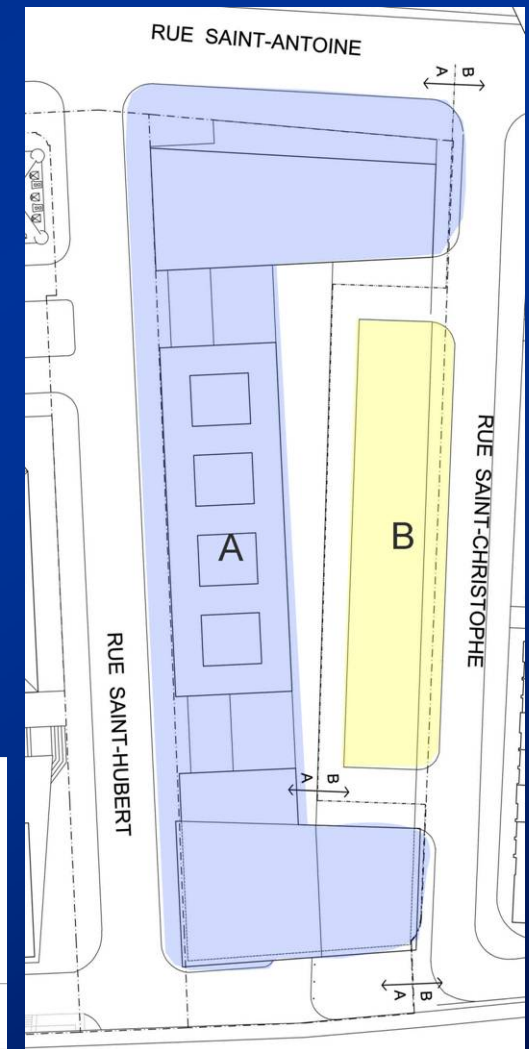 RUE SAINT-ANTOINE
A B
RUE SAINT-CHRISTOPHE
A
B
RUE SAINT-HUBERT
A B
A B